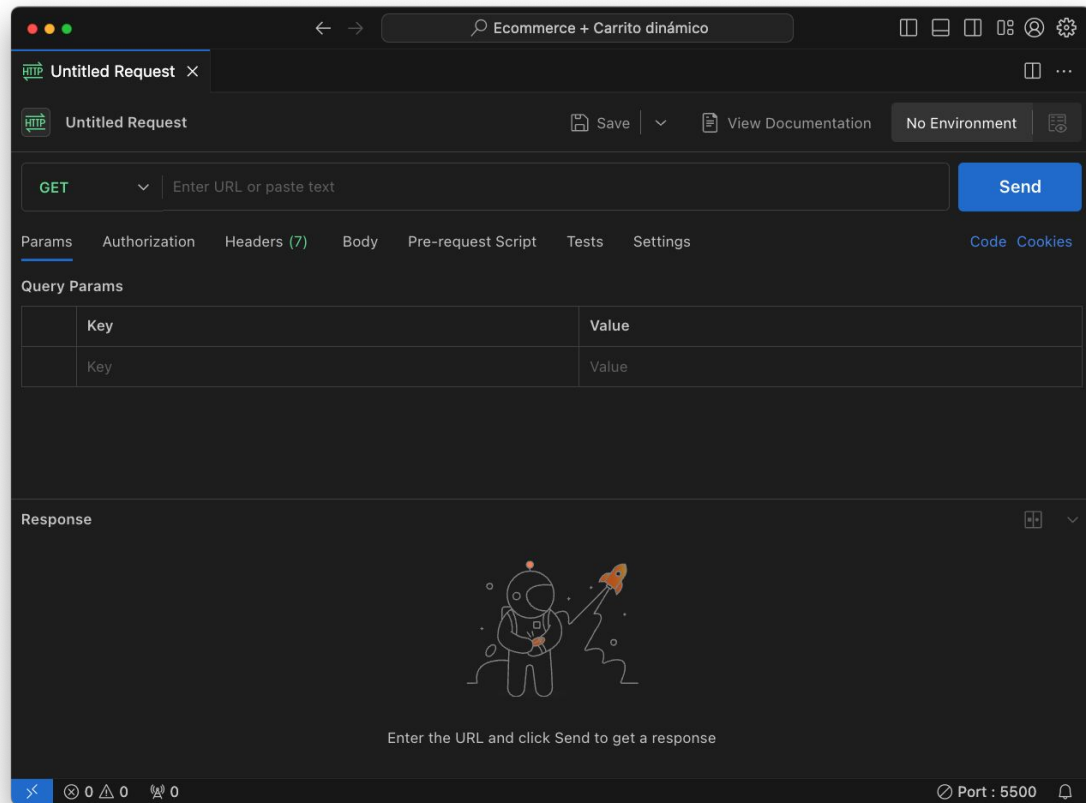 Ecommerce + Carrito dinámico
HTTP Untitled Request
HTTP Untitled Request Save View Documentation No Environment
GET Enter URL or paste text Send
Params Authorization Headers (7) Body Pre-request Script Tests Settings Code Cookies
Query Params
Key Value
Key Value
Response
Enter the URL and click Send to get a response
0 0 0 Port : 5500